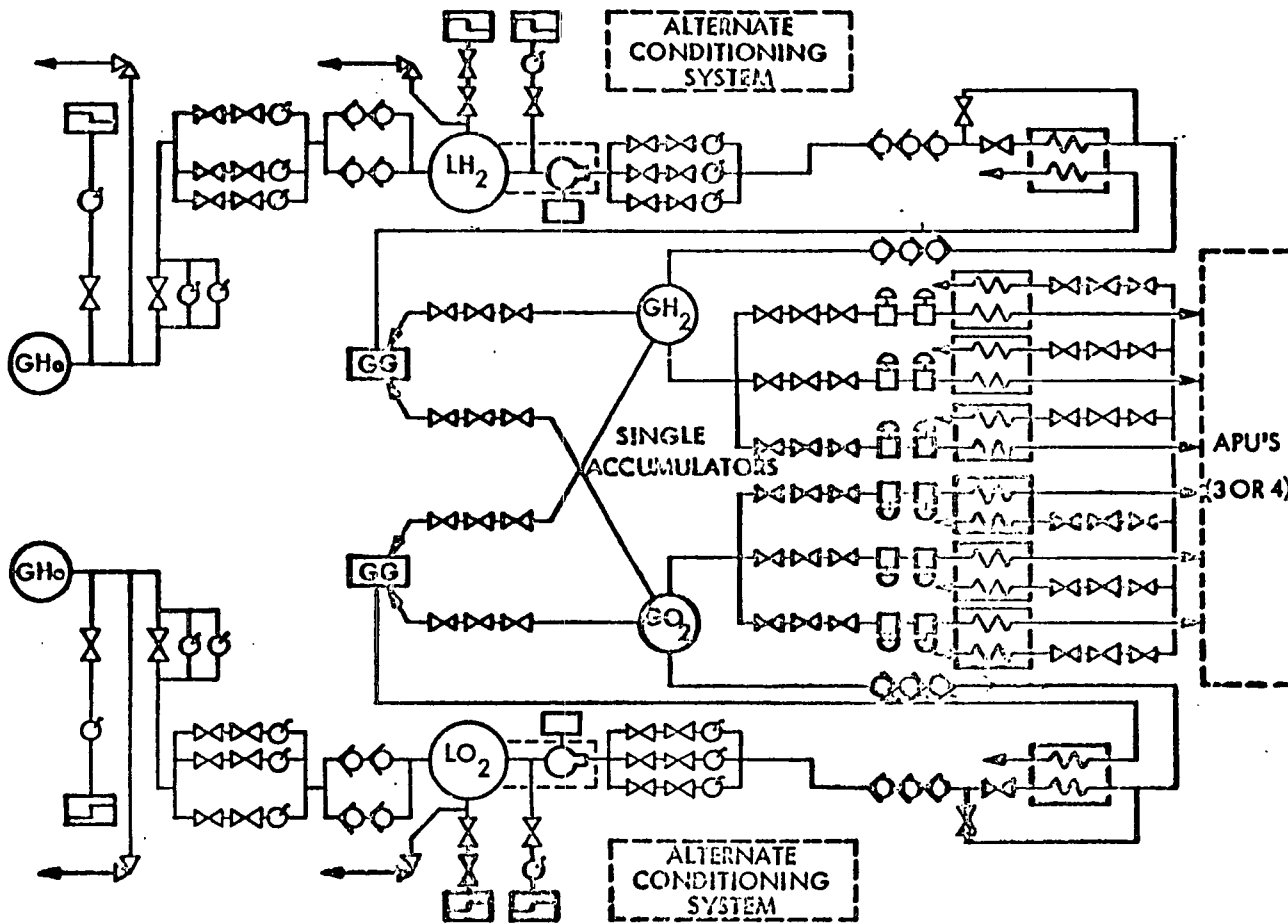 ALTERNATE
CONDITIONING
SYSTEM
LH2
GHe
GH2
GG
SINGLE
ACCUMULATORS
APU'S
(3 OR 4)
GHe
GG
GO2
LO2
ALTERNATE
CONDITIONING
SYSTEM